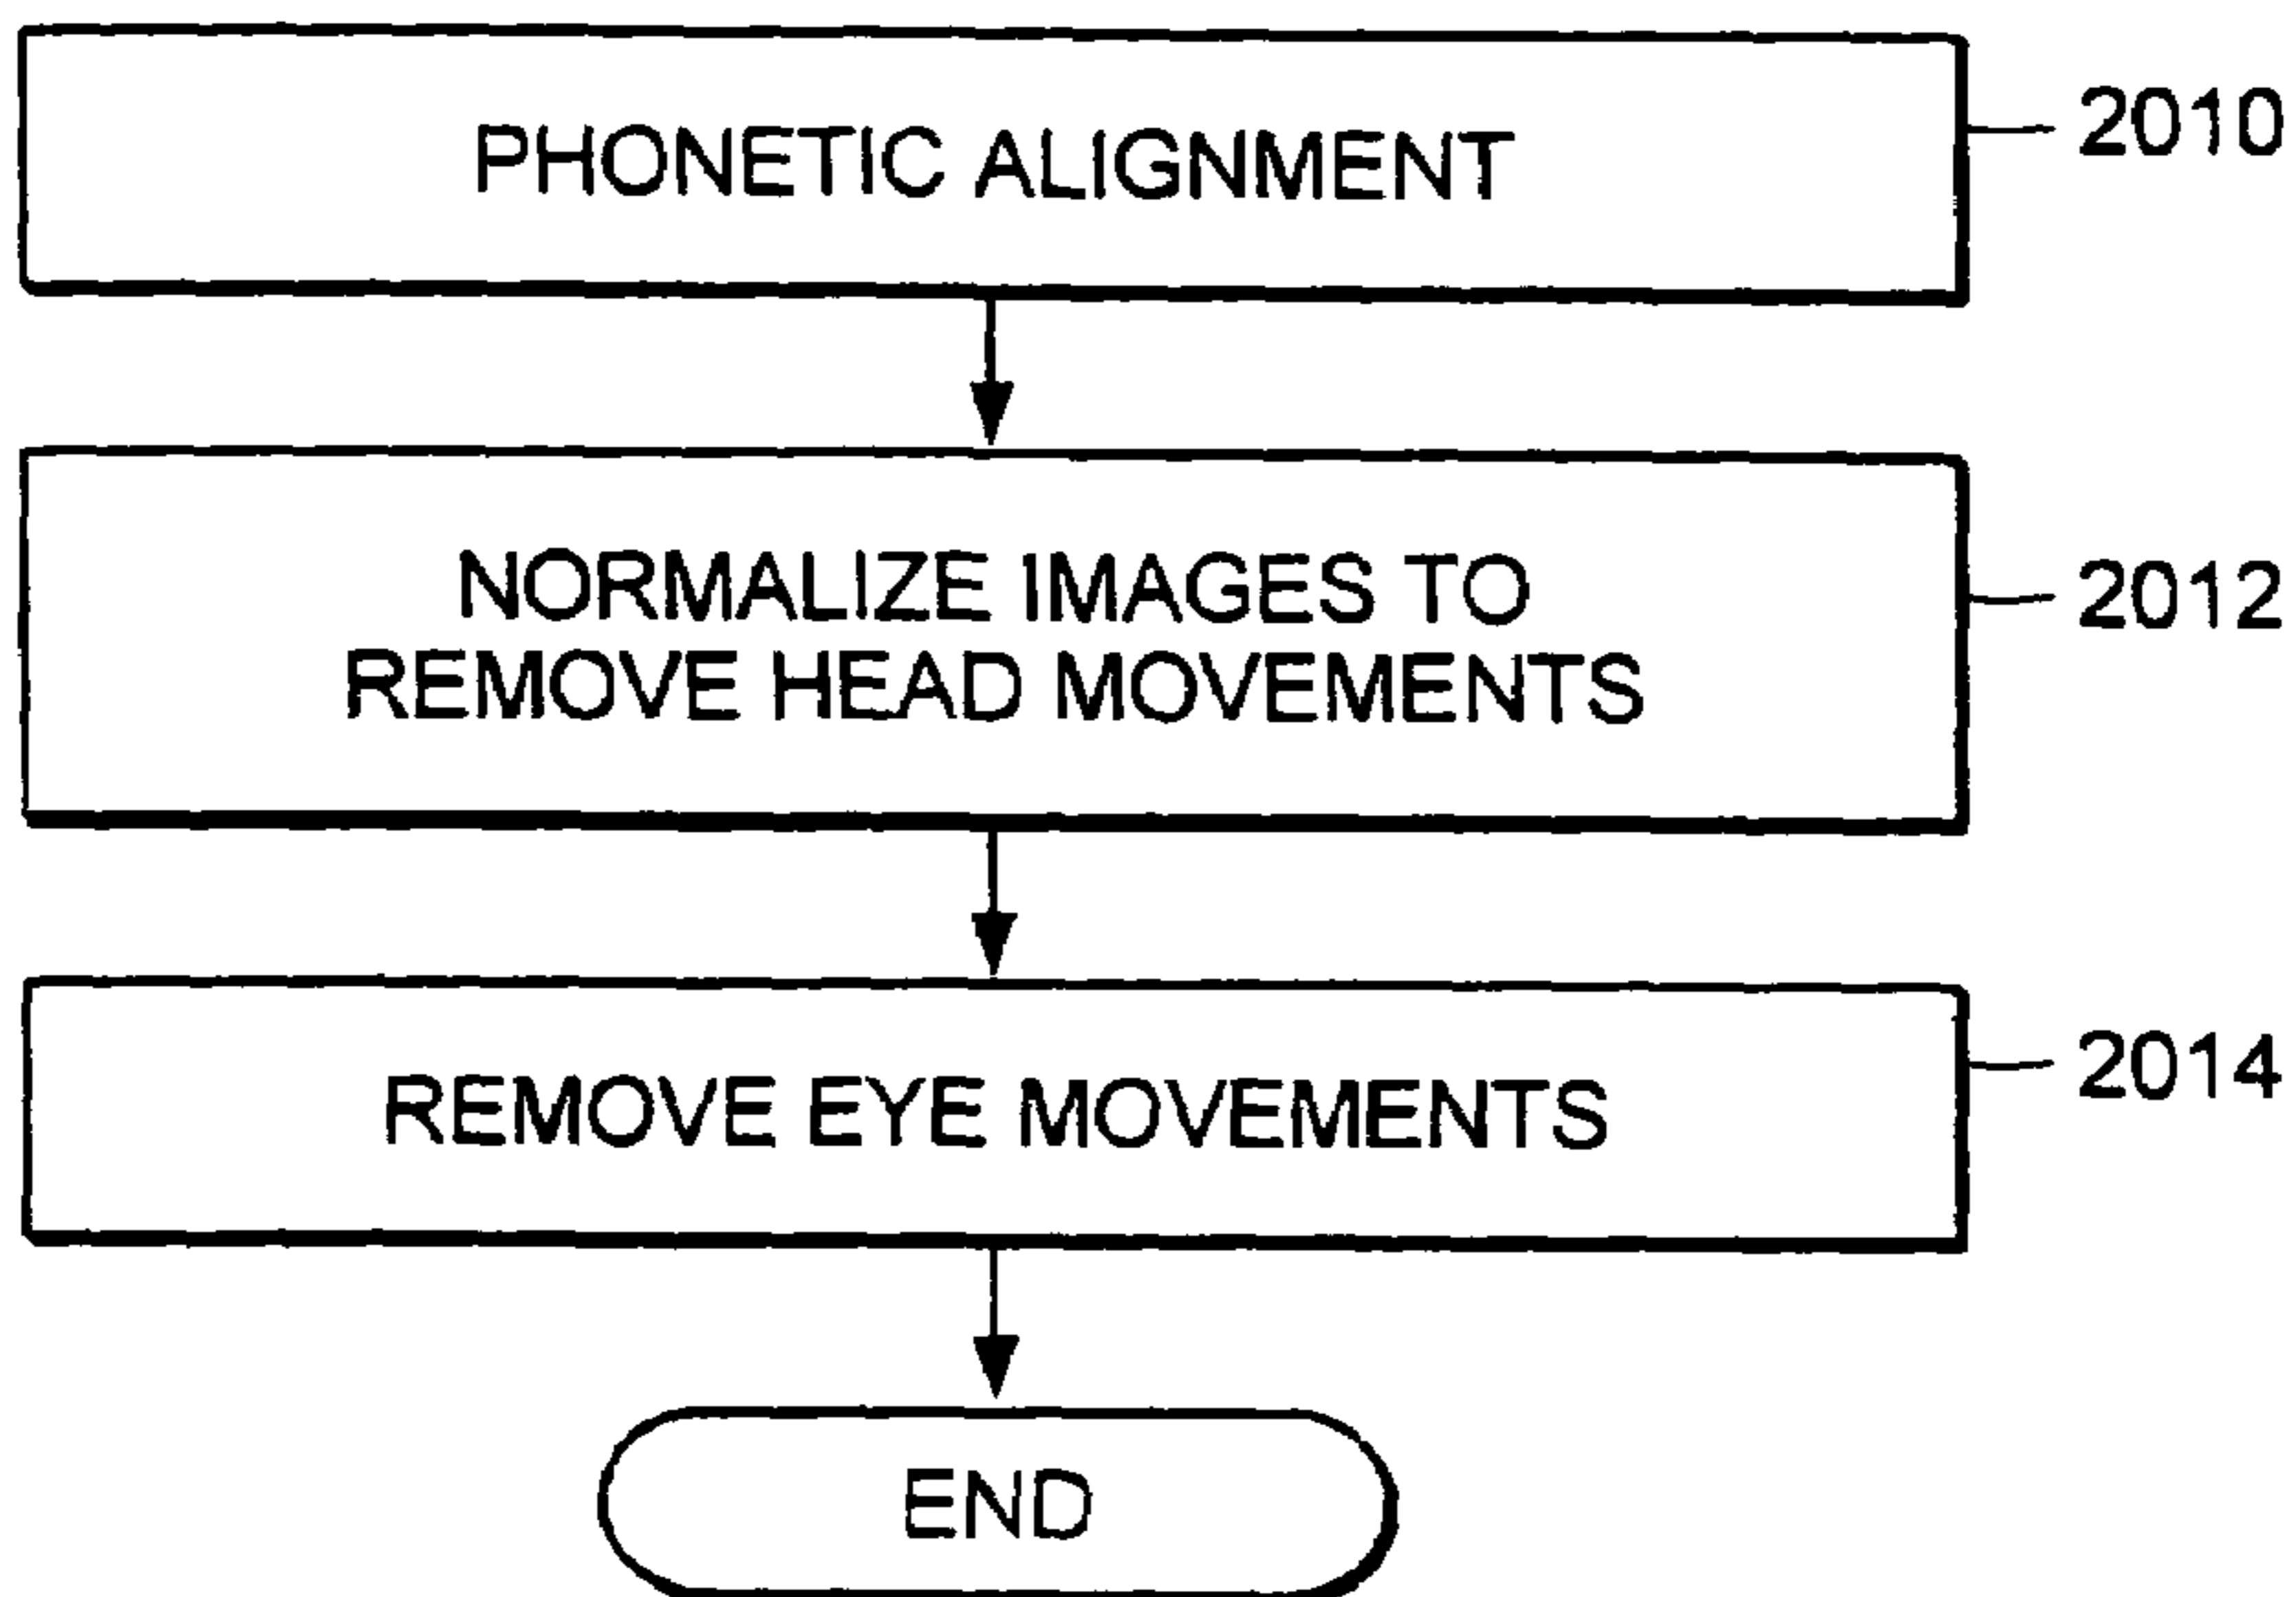 PHONETIC ALIGNMENT
2010
NORMALIZE IMAGES TO
REMOVE HEAD MOVEMENTS
2012
REMOVE EYE MOVEMENTS
2014
END